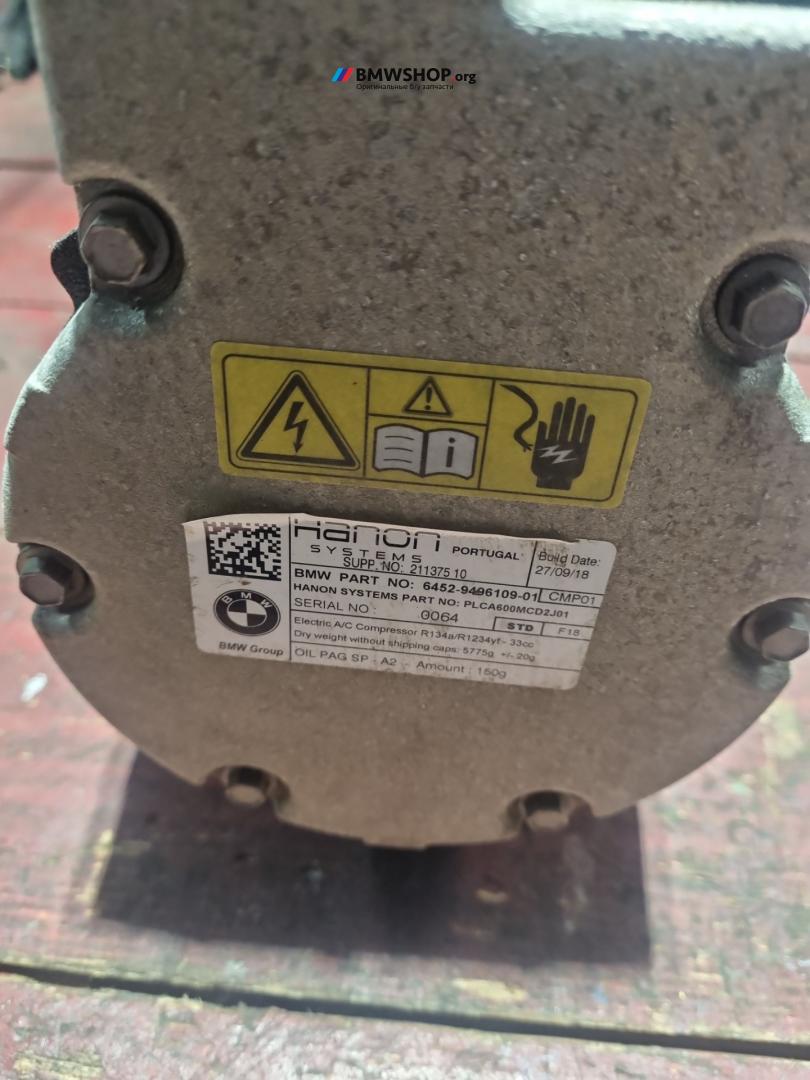 BMWSHOP.org
Оригинальные б/у запчасти
Hanon
SYSTEMS
PORTUGAL
Build Date:
27/09/18
SUPP. NO: 21137510
BMW PART NO: 6452-9496109-01 CMP01
HANON SYSTEMS PART NO: PLCA600MCD2J01
SERIAL NO : 0064 STD F18
Electric A/C Compressor R134a/R1234yf - 33cc
Dry weight without shipping caps: 5775g +/- 20g
OIL PAG SP - A2 - Amount : 150g
BMW
BMW Group